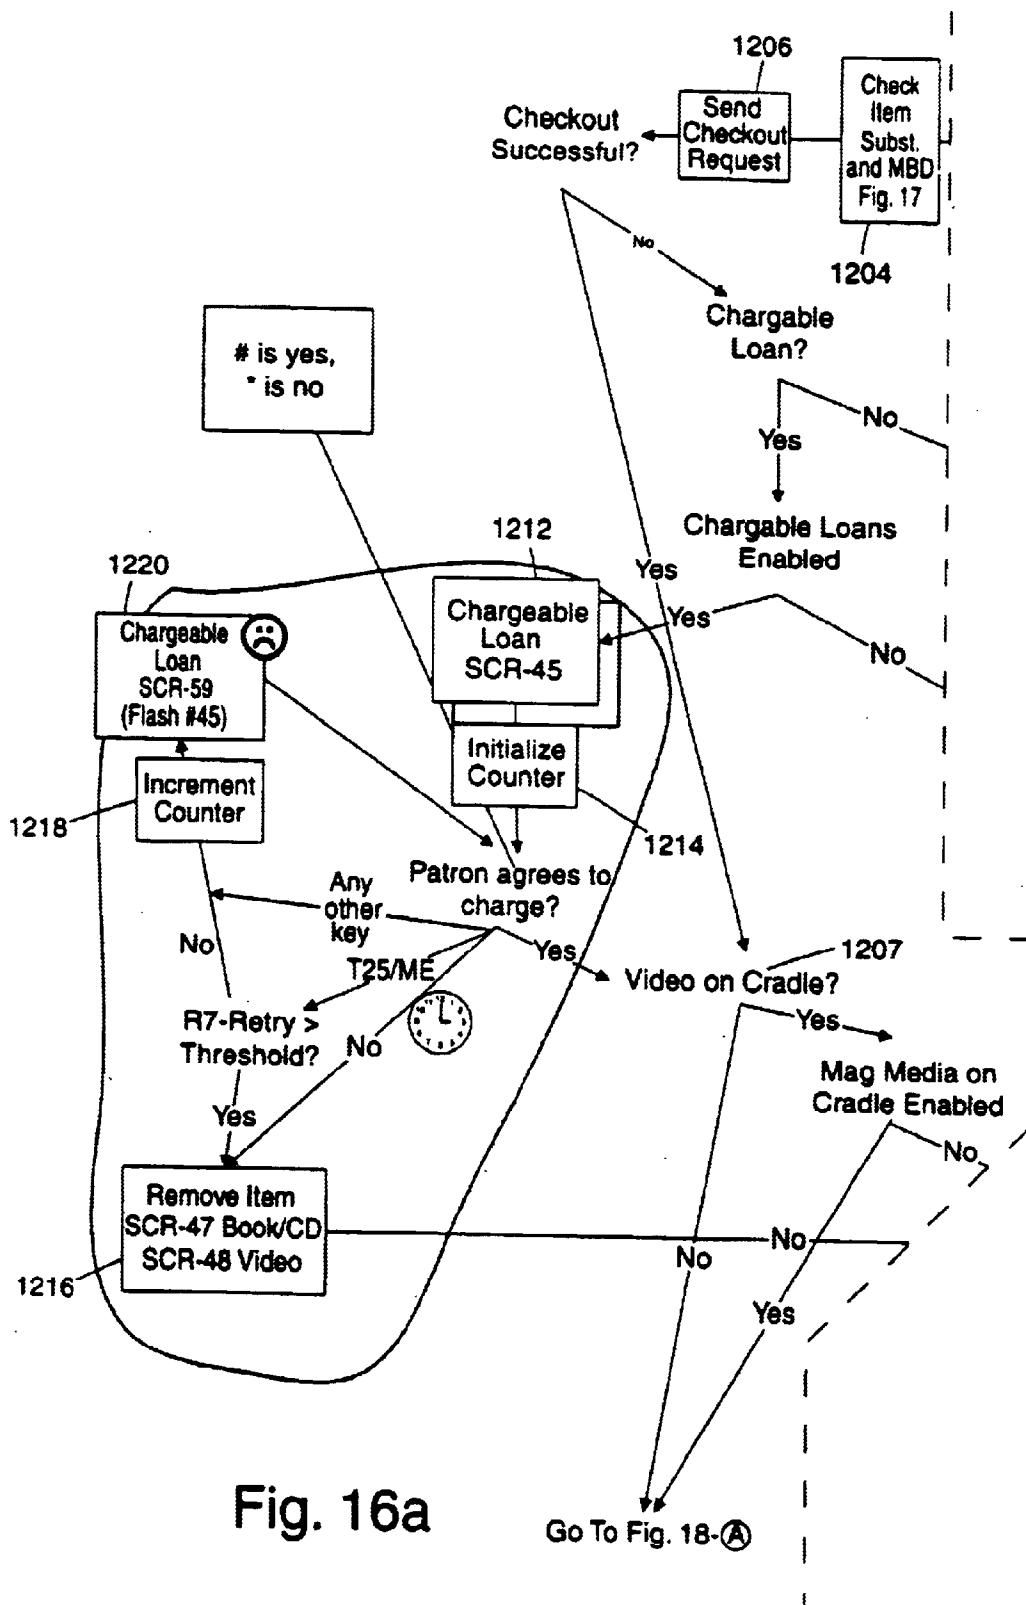 1206
Check
Item
Subst.
and MBD
Fig. 17
Send
Checkout
Request
Checkout
Successful?
1204
No
Chargable
Loan?
# is yes,
* is no
No
Yes
Chargable Loans
Enabled
1212
1220
Yes
Chargeable
Loan
SCR-45
Yes
Chargeable
Loan
SCR-59
(Flash #45)
No
Initialize
Counter
Increment
Counter
1218
1214
Patron agrees to
charge?
Any
other
key
No
Yes
1207
T25/ME
Video on Cradle?
R7-Retry >
Threshold?
No
Yes
Mag Media on
Cradle Enabled
Yes
No
Remove Item
SCR-47 Book/CD
SCR-48 Video
No
No
1216
Yes
Fig. 16a
Go To Fig. 18-A